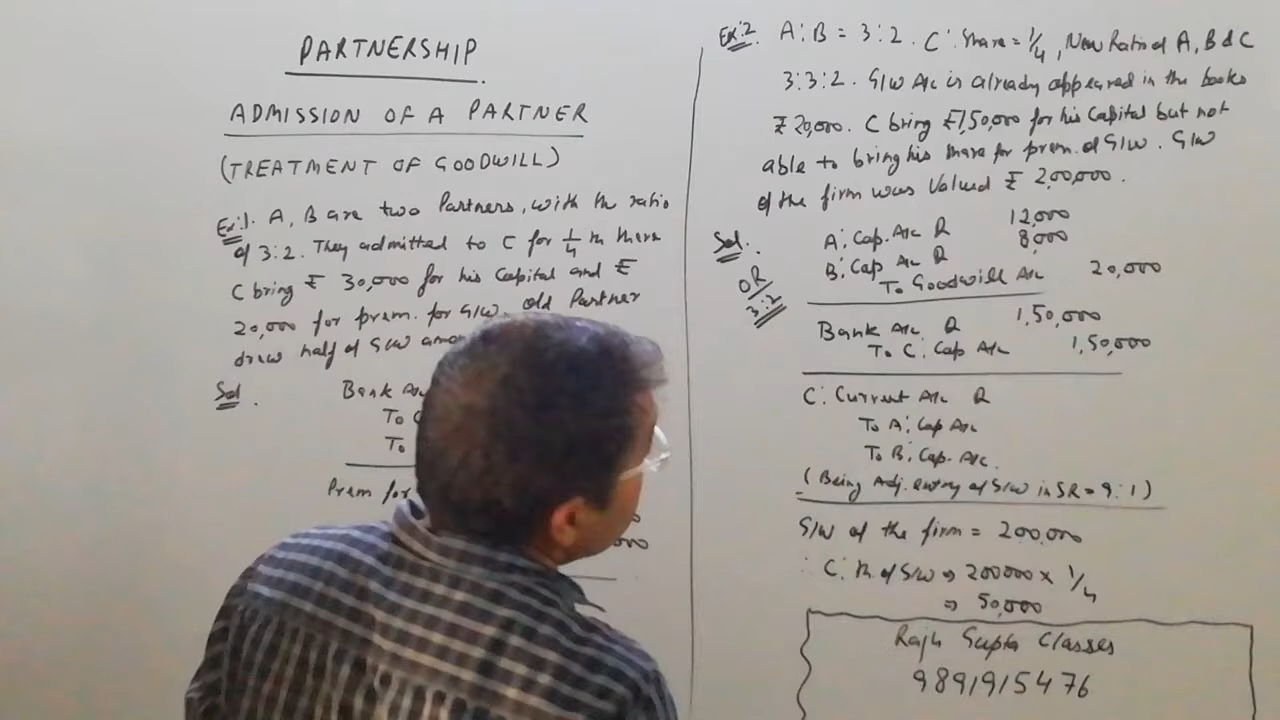 PARTNERSHIP
ADMISSION OF A PARTNER
(TREATMENT OF GOODWILL)
Ex:1. A, B are two Partners, with the ratio
of 3:2. They admitted to C for 1/4 th share
C bring ₹ 30,000 for his Capital and ₹
20,000 for prem. for G/W. old Partner
drew half of G/W
Sol.
Bank A/c
To
To
Prem for
Ex:2. A:B = 3:2. C' Share = 1/4, New Ratio of A, B & C
3:3:2. G/W A/c is already appeared in the books
₹ 20,000. C bring ₹ 1,50,000 for his Capital but not
able to bring his share for prem. of G/W. G/W
of the firm was Valued ₹ 2,00,000.
Sol.
A' Cap. A/c Dr 12,000
B' Cap A/c Dr 8,000
To Goodwill A/c 20,000
OR
3:2
Bank A/c Dr 1,50,000
To C' Cap A/c 1,50,000
C' Current A/c Dr
To A' Cap A/c
To B' Cap. A/c.
(Being Adj. entry of G/W in SR = 9:1)
G/W of the firm = 200,000
C' th. of G/W ⇒ 200000 × 1/4
⇒ 50,000
Gupta Classes
9891915476